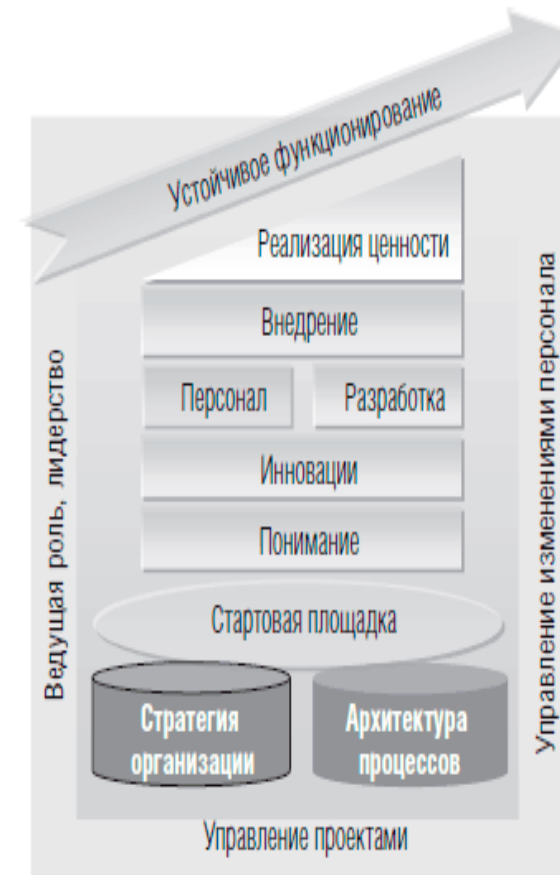 Устойчивое функционирование
Реализация ценности
Внедрение
Персонал
Разработка
Инновации
Понимание
Стартовая площадка
Стратегия
организации
Архитектура
процессов
Управление проектами
Ведущая роль, лидерство
Управление изменениями персонала